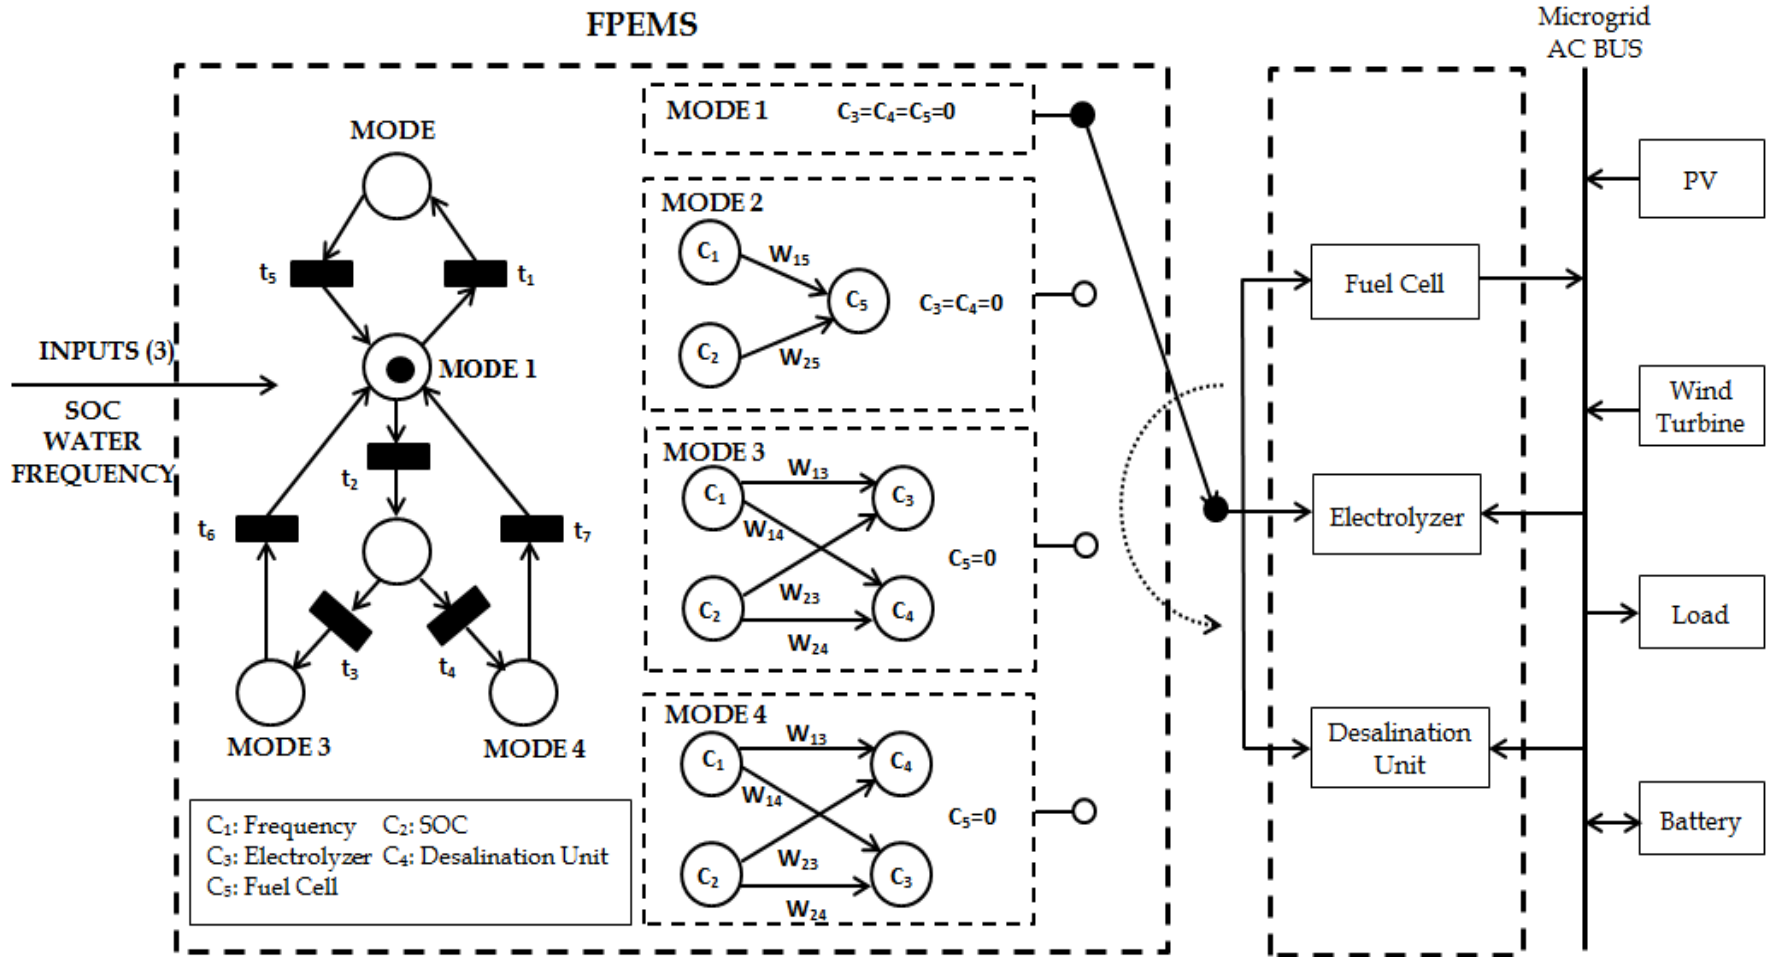 FPEMS
Microgrid
AC BUS
MODE
t₅
t₁
INPUTS (3)
SOC
WATER
FREQUENCY
MODE 1
t₂
t₆
t₇
t₃
t₄
MODE 3
MODE 4
C₁: Frequency C₂: SOC
C₃: Electrolyzer C₄: Desalination Unit
C₅: Fuel Cell
MODE 1 C₃=C₄=C₅=0
MODE 2
C₁
W₁₅
C₅
C₃=C₄=0
C₂
W₂₅
MODE 3
C₁
W₁₃
C₃
W₁₄
C₅=0
C₂
W₂₃
C₄
W₂₄
MODE 4
C₁
W₁₃
C₄
W₁₄
C₅=0
C₂
W₂₃
C₃
W₂₄
Fuel Cell
Electrolyzer
Desalination
Unit
PV
Wind
Turbine
Load
Battery